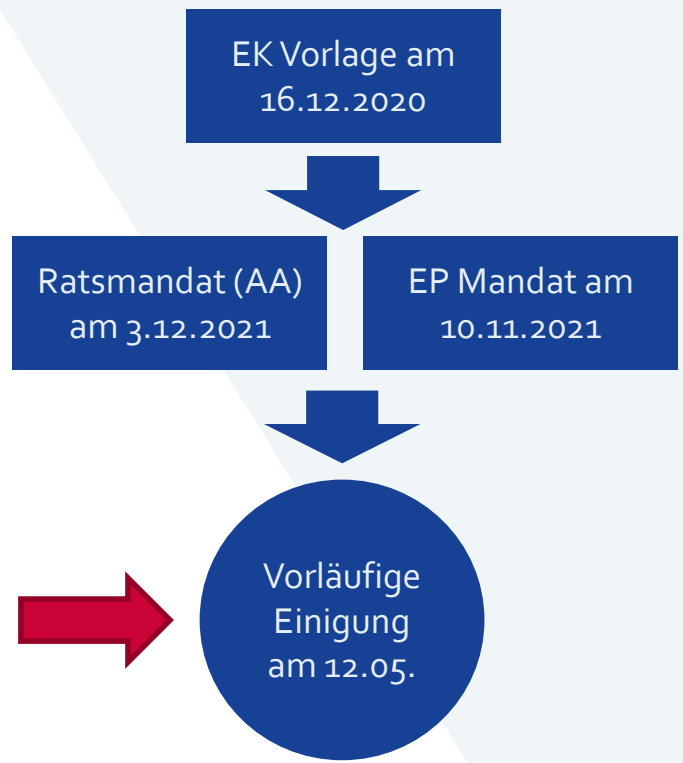 EK Vorlage am
16.12.2020
Ratsmandat (AA)
am 3.12.2021
EP Mandat am
10.11.2021
Vorläufige
Einigung
am 12.05.